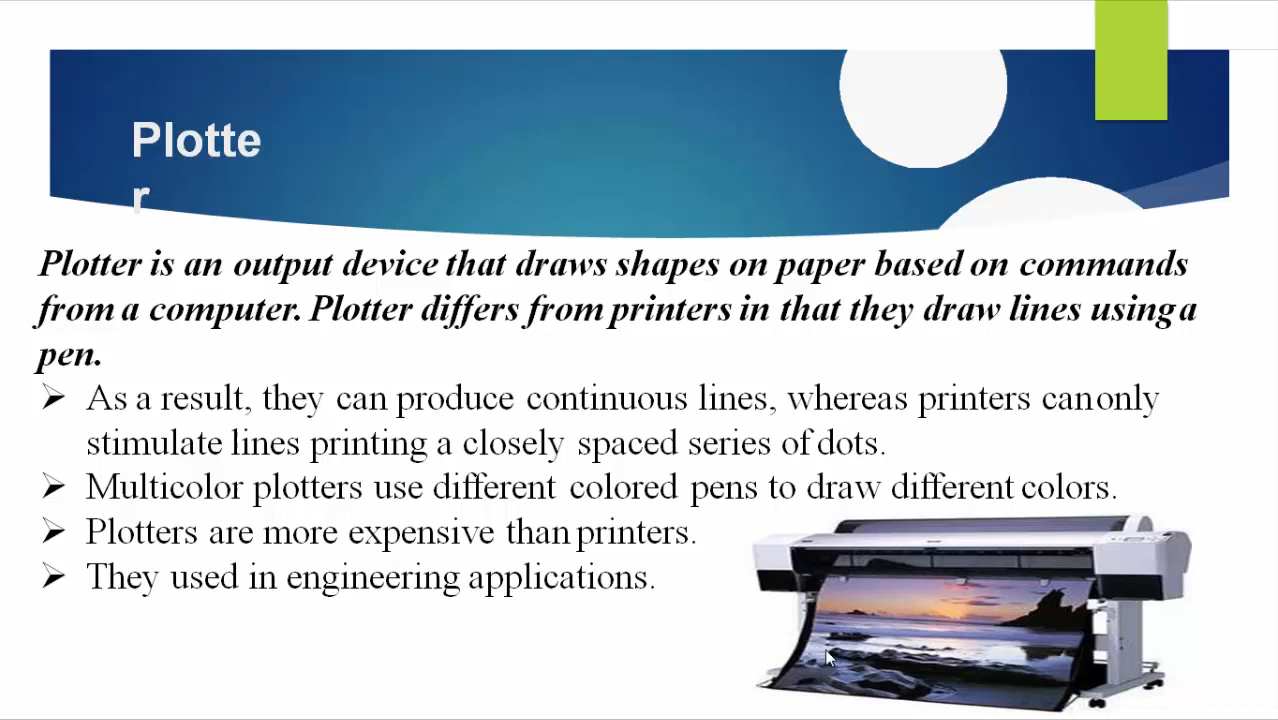 Plotte
r
Plotter is an output device that draws shapes on paper based on commands
from a computer. Plotter differs from printers in that they draw lines using a
pen.
➢ As a result, they can produce continuous lines, whereas printers can only
stimulate lines printing a closely spaced series of dots.
➢ Multicolor plotters use different colored pens to draw different colors.
➢ Plotters are more expensive than printers.
➢ They used in engineering applications.